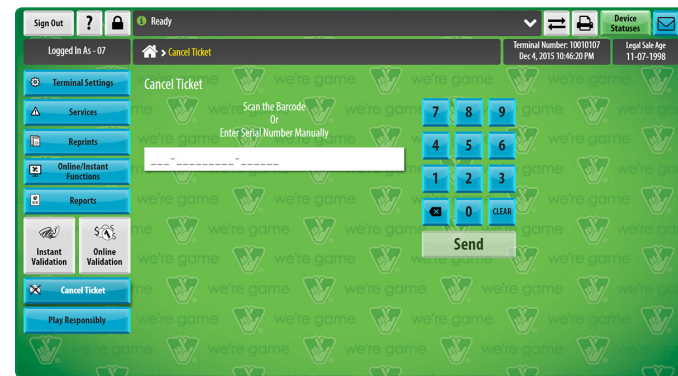 Sign Out
?
Ready
Device
Statuses
Logged In As - 07
> Cancel Ticket
Terminal Number: 10010107
Dec 4, 2015 10:46:20 PM
Legal Sale Age
11-07-1998
Terminal Settings
Services
Reprints
Online/Instant
Functions
Reports
Instant
Validation
Online
Validation
Cancel Ticket
Play Responsibly
Cancel Ticket
Scan the Barcode
Or
Enter Serial Number Manually
___-_________-______
7 8 9
4 5 6
1 2 3
0 CLEAR
Send
we're game